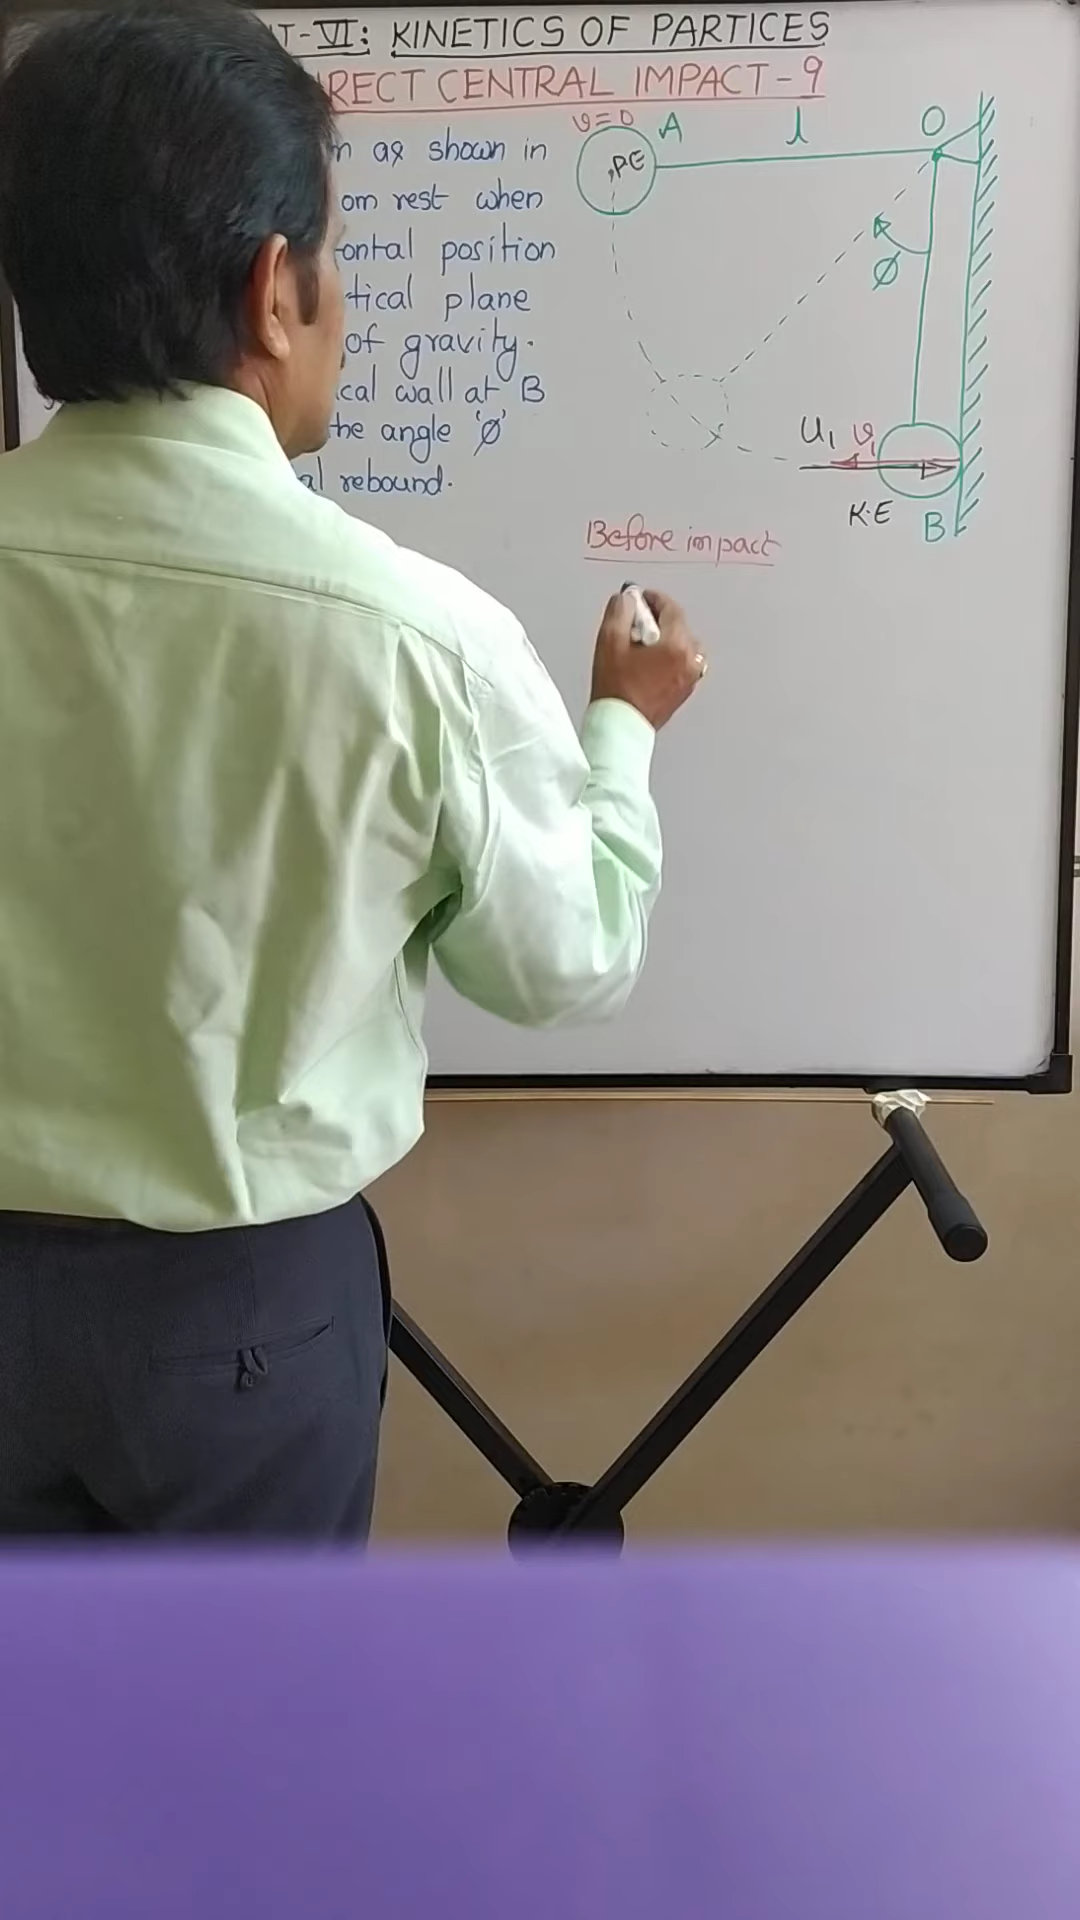 T-VI: KINETICS OF PARTICES
RECT CENTRAL IMPACT-9
as shown in
om rest when
ontal position
tical plane
of gravity.
cal wall at B
he angle 'Ø'
al rebound.
v=0 A l O
PE
Ø
U1 v1
K.E B
Before impact